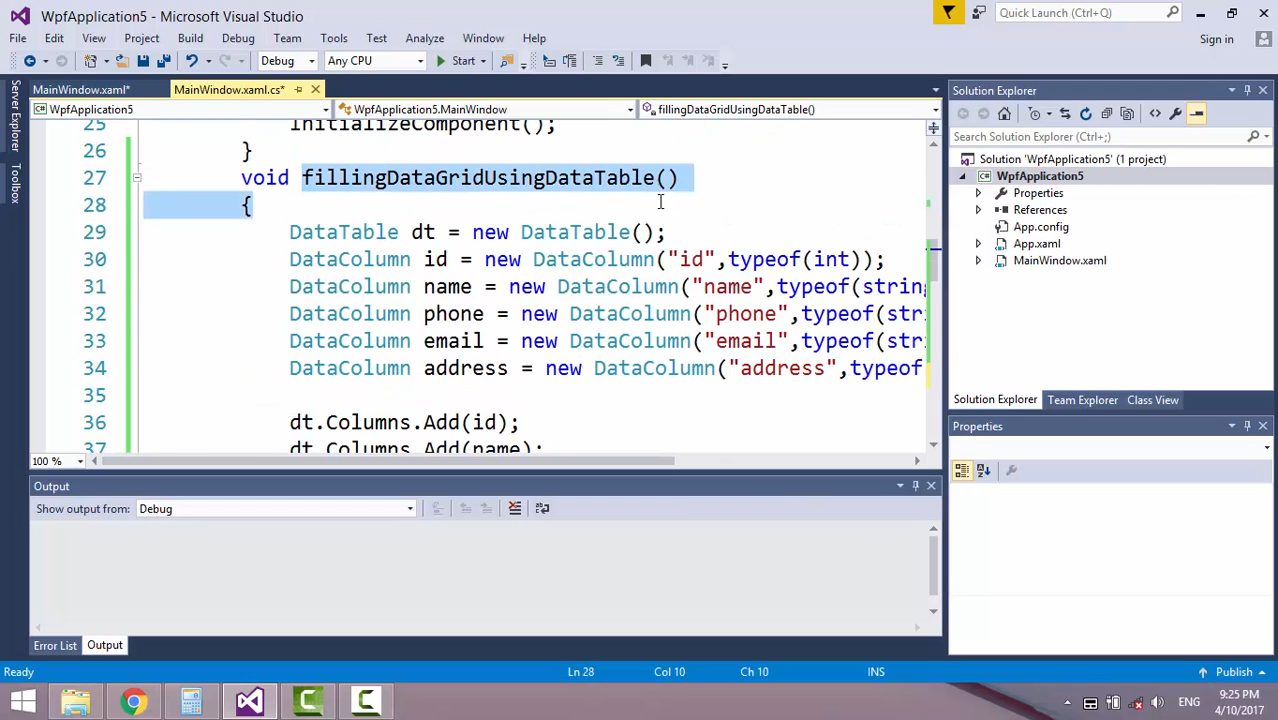 WpfApplication5 - Microsoft Visual Studio
Quick Launch (Ctrl+Q)
File Edit View Project Build Debug Team Tools Test Analyze Window Help
Sign in
Debug Any CPU Start
Server Explorer
Toolbox
MainWindow.xaml* MainWindow.xaml.cs*
WpfApplication5 WpfApplication5.MainWindow fillingDataGridUsingDataTable()
25 InitializeComponent();
26 }
27 void fillingDataGridUsingDataTable()
28 {
29 DataTable dt = new DataTable();
30 DataColumn id = new DataColumn("id",typeof(int));
31 DataColumn name = new DataColumn("name",typeof(string
32 DataColumn phone = new DataColumn("phone",typeof(str
33 DataColumn email = new DataColumn("email",typeof(str
34 DataColumn address = new DataColumn("address",typeof
35
36 dt.Columns.Add(id);
37 dt.Columns.Add(name);
100 %
Output
Show output from: Debug
Error List Output
Solution Explorer
Search Solution Explorer (Ctrl+;)
Solution 'WpfApplication5' (1 project)
WpfApplication5
Properties
References
App.config
App.xaml
MainWindow.xaml
Solution Explorer Team Explorer Class View
Properties
Ready Ln 28 Col 10 Ch 10 INS Publish
ENG
9:25 PM
4/10/2017